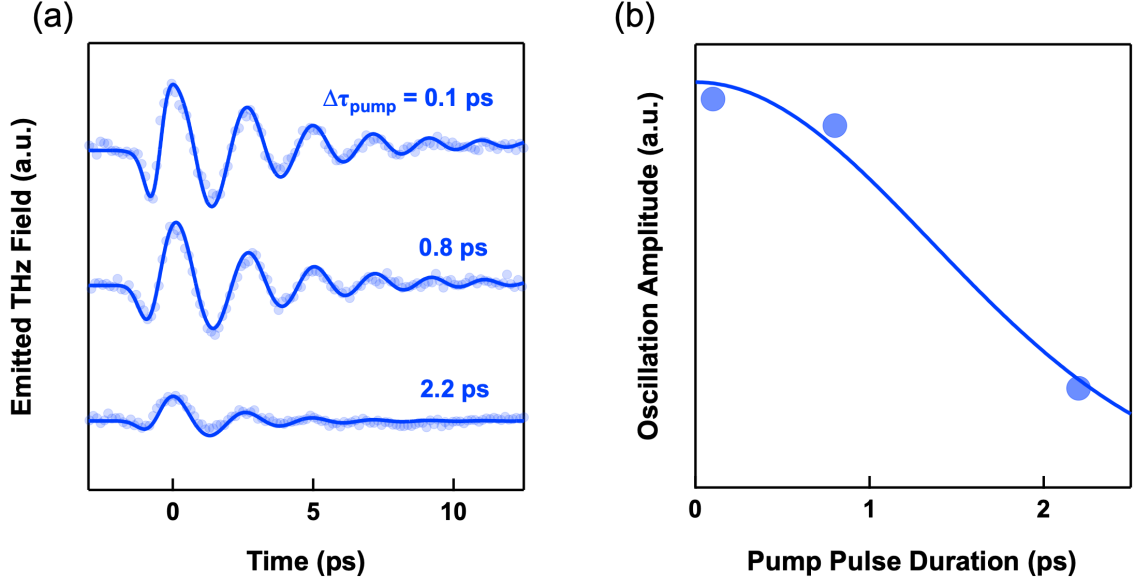 (a)
Δτpump = 0.1 ps
0.8 ps
2.2 ps
Emitted THz Field (a.u.)
0 5 10
Time (ps)
(b)
Oscillation Amplitude (a.u.)
0 1 2
Pump Pulse Duration (ps)